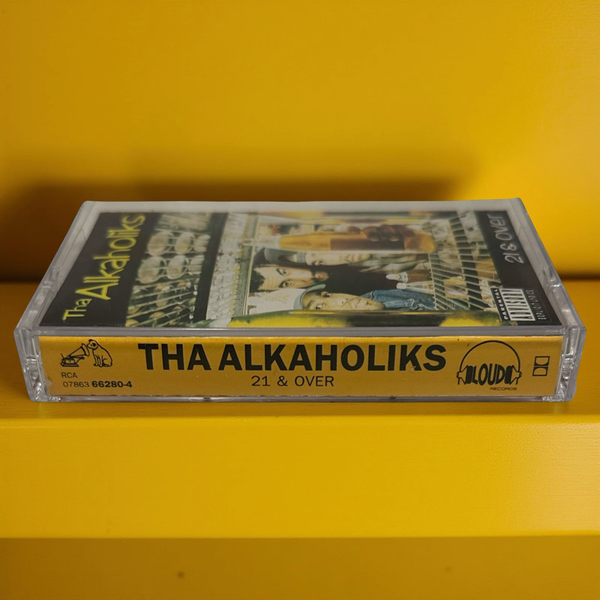 Tha Alkaholiks
21 & Over
RCA
07863 66280-4
THA ALKAHOLIKS
21 & OVER
LOUD
RECORDS